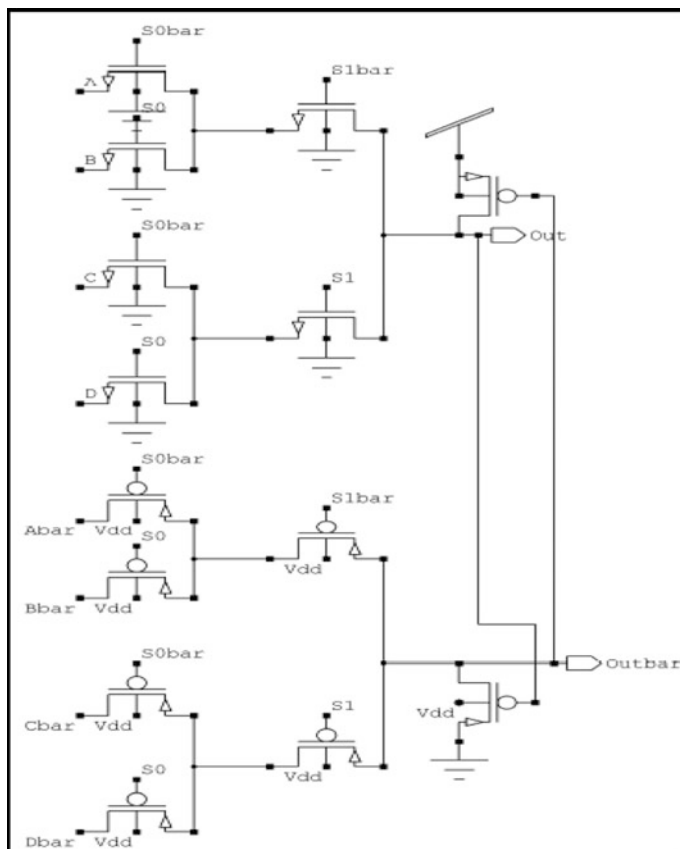 S0bar
A
S1bar
S0
B
Out
S0bar
C
S1
S0
D
S0bar
S1bar
Abar Vdd
S0
Vdd
Bbar Vdd
S0bar
Outbar
Cbar Vdd
S1
Vdd
S0
Vdd
Dbar Vdd